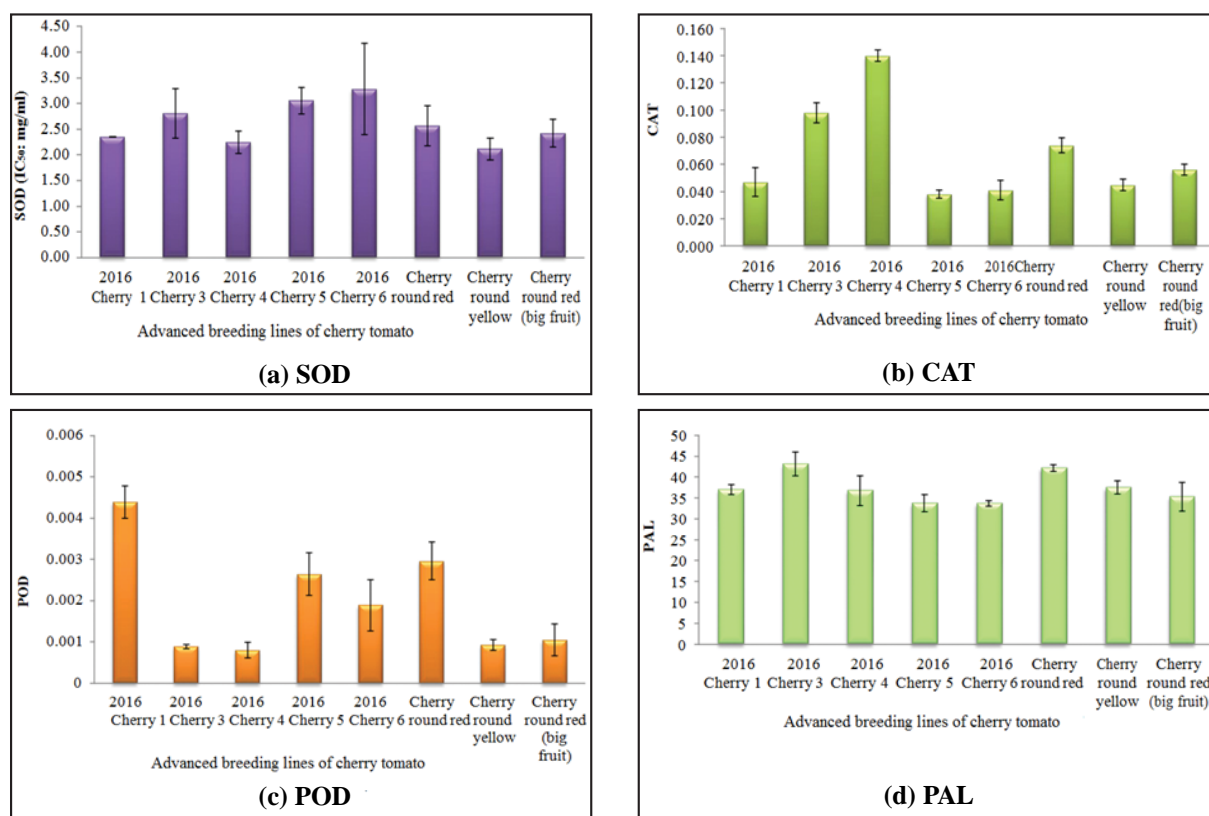 SOD (IC50: mg/ml)
4.50
4.00
3.50
3.00
2.50
2.00
1.50
1.00
0.50
0.00
2016 2016 2016 2016 2016 Cherry Cherry Cherry
Cherry 1 Cherry 3 Cherry 4 Cherry 5 Cherry 6 round red round round red
yellow (big fruit)
Advanced breeding lines of cherry tomato
(a) SOD
CAT
0.160
0.140
0.120
0.100
0.080
0.060
0.040
0.020
0.000
2016 2016 2016 2016 2016Cherry Cherry Cherry
Cherry 1 Cherry 3 Cherry 4 Cherry 5 Cherry 6 round red round round
yellow red(big
fruit)
Advanced breeding lines of cherry tomato
(b) CAT
POD
0.006
0.005
0.004
0.003
0.002
0.001
0
2016 2016 2016 2016 2016 Cherry Cherry Cherry
Cherry 1 Cherry 3 Cherry 4 Cherry 5 Cherry 6 round red round round red
yellow (big
fruit)
Advanced breeding lines of cherry tomato
(c) POD
PAL
50
45
40
35
30
25
20
15
10
5
0
2016 2016 2016 2016 2016 Cherry Cherry Cherry
Cherry 1 Cherry 3 Cherry 4 Cherry 5 Cherry 6 round red round round red
yellow (big fruit)
Advanced breeding lines of cherry tomato
(d) PAL